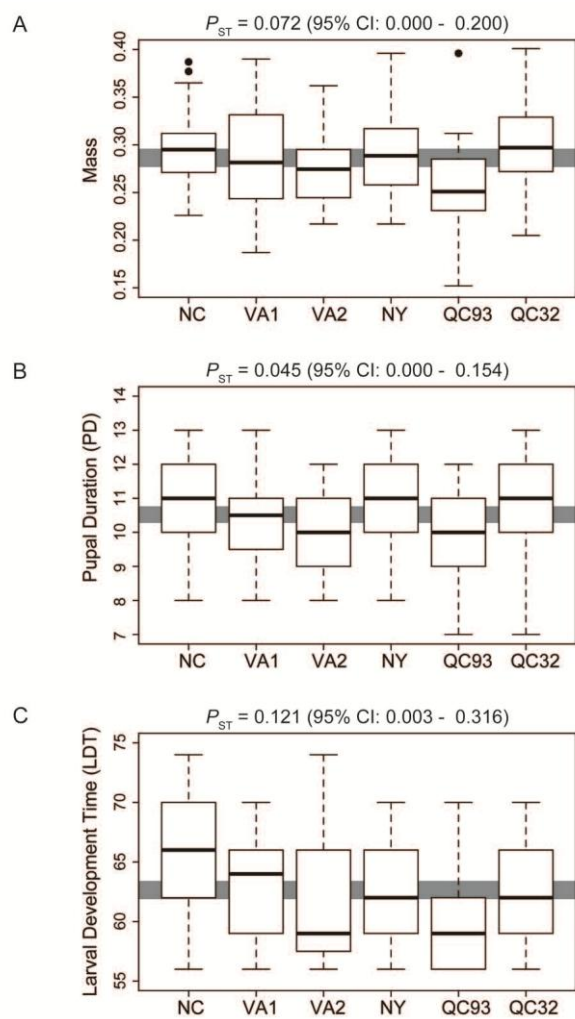 A
P_ST = 0.072 (95% CI: 0.000 - 0.200)
Mass
0.40
0.35
0.30
0.25
0.20
0.15
NC VA1 VA2 NY QC93 QC32
B
P_ST = 0.045 (95% CI: 0.000 - 0.154)
Pupal Duration (PD)
14
13
12
11
10
9
8
7
NC VA1 VA2 NY QC93 QC32
C
P_ST = 0.121 (95% CI: 0.003 - 0.316)
Larval Development Time (LDT)
75
70
65
60
55
NC VA1 VA2 NY QC93 QC32